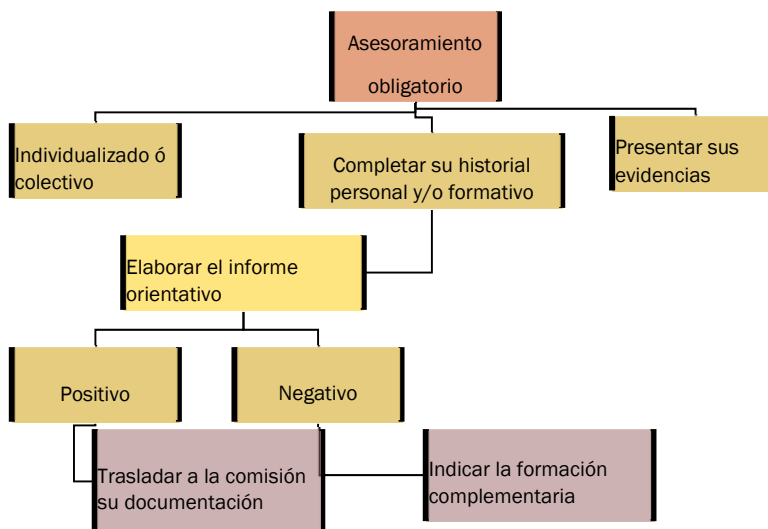 Asesoramiento
obligatorio
Individualizado ó
colectivo
Completar su historial
personal y/o formativo
Presentar sus
evidencias
Elaborar el informe
orientativo
Positivo
Negativo
Trasladar a la comisión
su documentación
Indicar la formación
complementaria